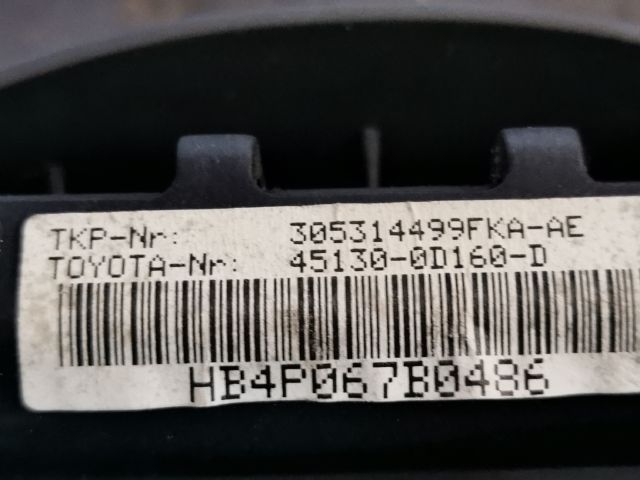 TKP-Nr: 305314499FKA-AE
TOYOTA-Nr: 45130-0D160-D
HB4P067B0486